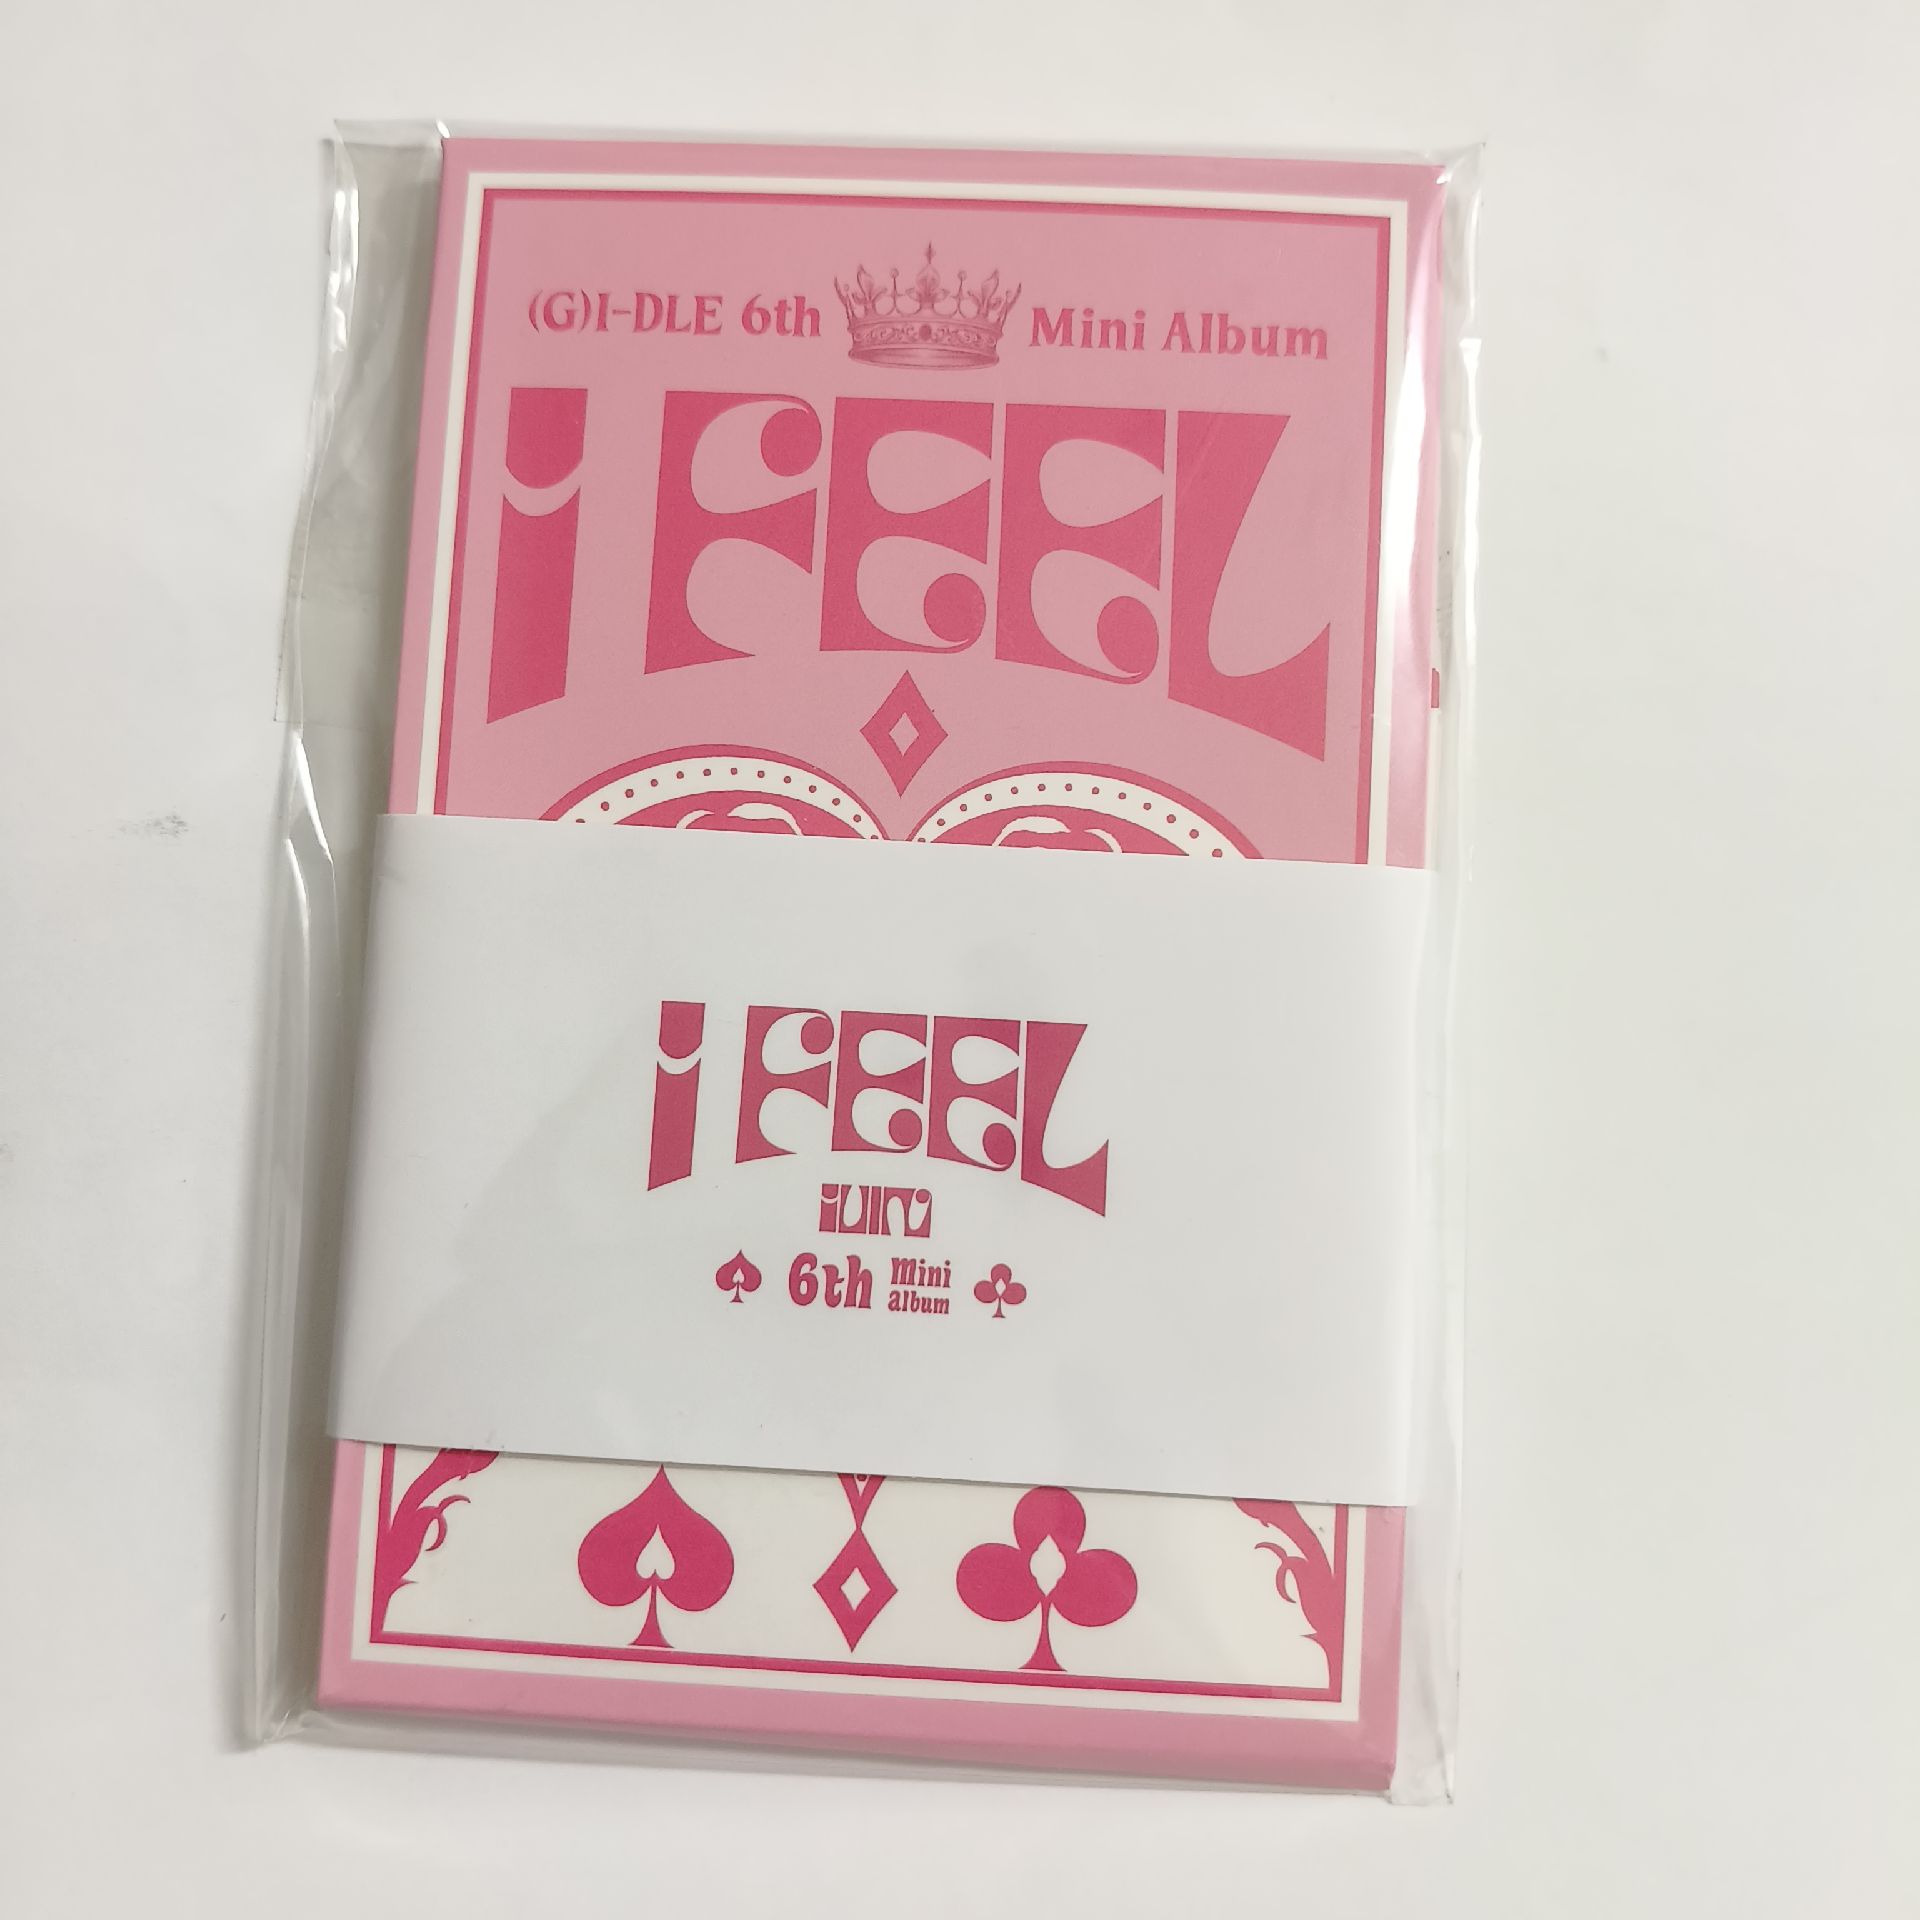 (G)I-DLE 6th Mini Album
i FEEL
i FEEL
6th Mini album